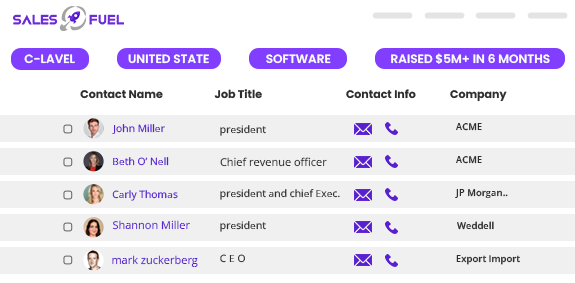 SALES FUEL
C-LAVEL UNITED STATE SOFTWARE RAISED $5M+ IN 6 MONTHS
Contact Name Job Title Contact Info Company
John Miller president ACME
Beth O’ Nell Chief revenue officer ACME
Carly Thomas president and chief Exec. JP Morgan..
Shannon Miller president Weddell
mark zuckerberg C E O Export Import